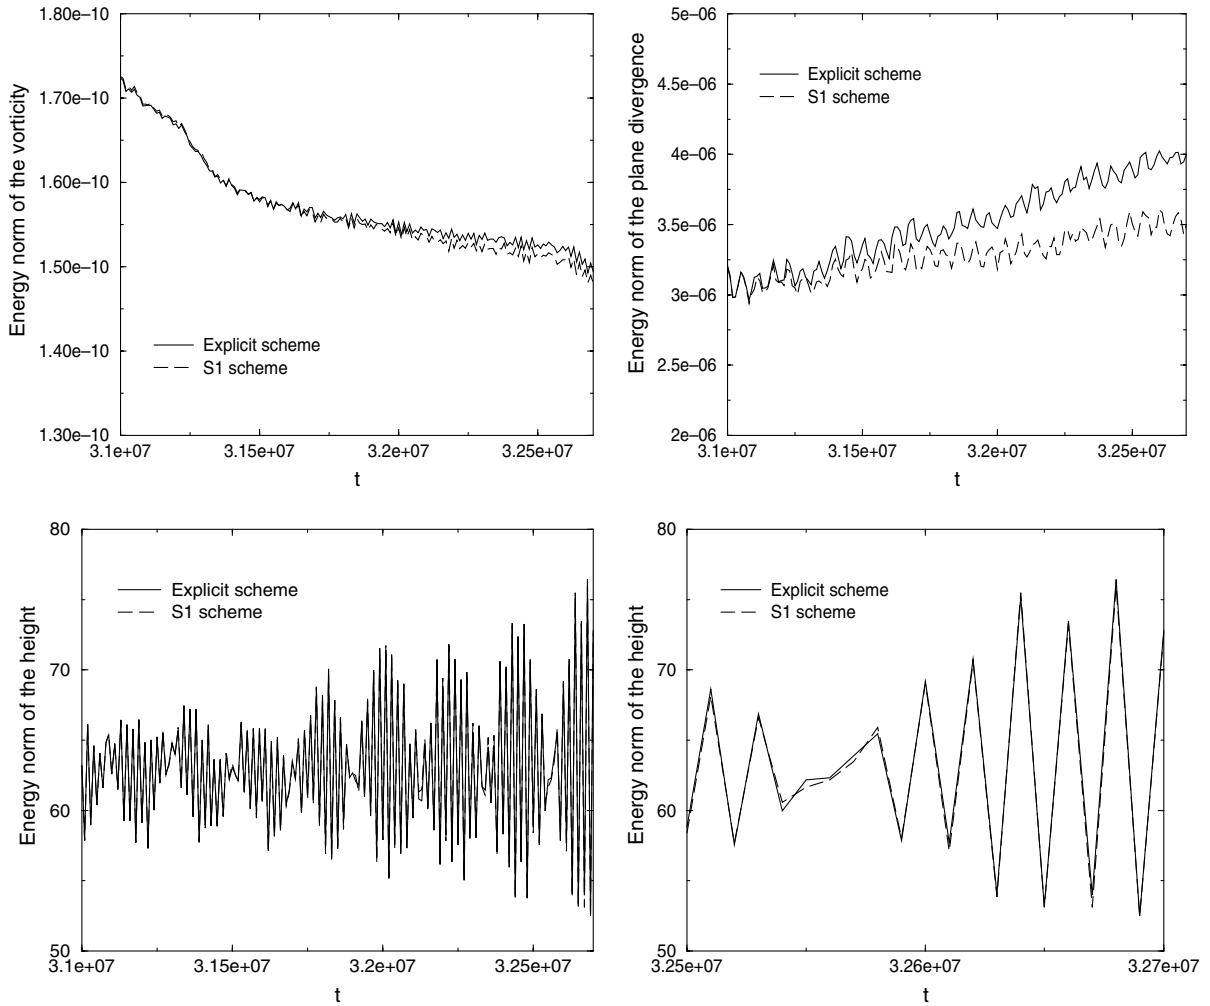 1.80e−10
1.70e−10
1.60e−10
1.50e−10
1.40e−10
1.30e−10
Energy norm of the vorticity
Explicit scheme
S1 scheme
3.1e+07
3.15e+07
3.2e+07
3.25e+07
t
5e−06
4.5e−06
4e−06
3.5e−06
3e−06
2.5e−06
2e−06
Energy norm of the plane divergence
Explicit scheme
S1 scheme
3.1e+07
3.15e+07
3.2e+07
3.25e+07
t
80
70
60
50
Energy norm of the height
Explicit scheme
S1 scheme
3.1e+07
3.15e+07
3.2e+07
3.25e+07
t
80
70
60
50
Energy norm of the height
Explicit scheme
S1 scheme
3.25e+07
3.26e+07
3.27e+07
t